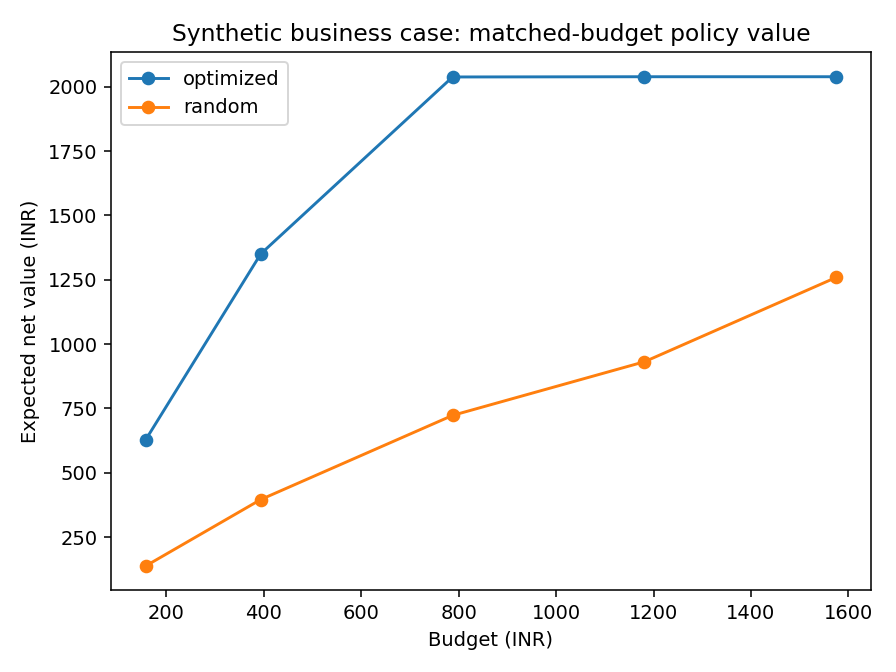 Synthetic business case: matched-budget policy value
optimized
random
2000
1750
1500
1250
1000
750
500
250
Expected net value (INR)
200 400 600 800 1000 1200 1400 1600
Budget (INR)